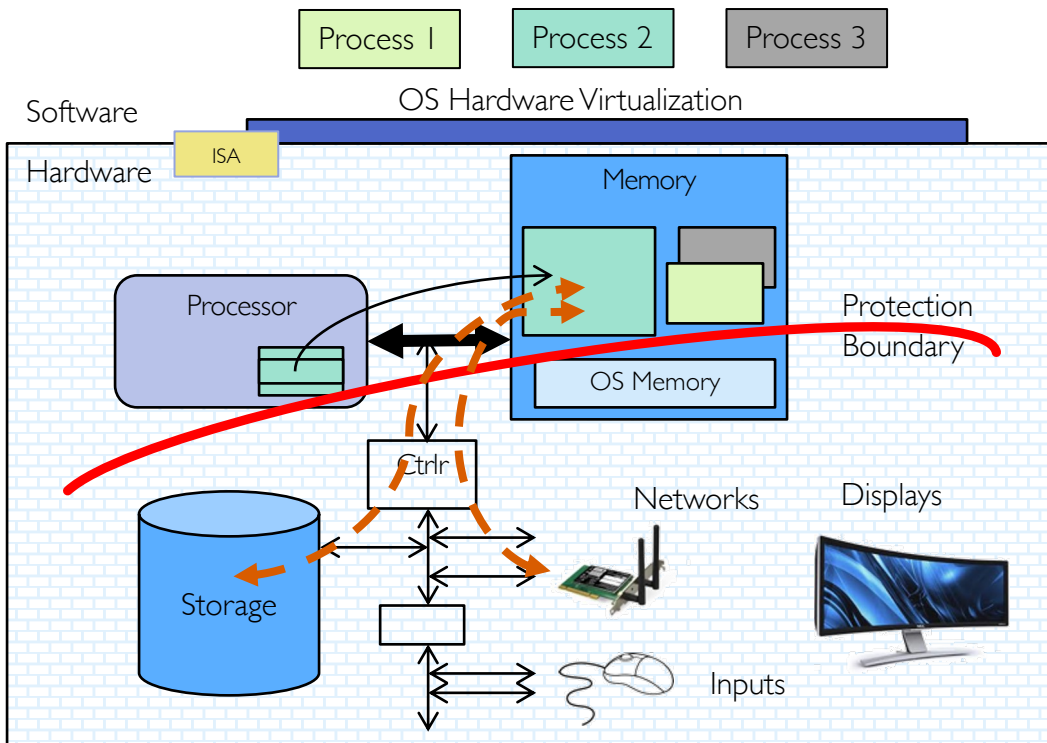 Process 1
Process 2
Process 3
Software
OS Hardware Virtualization
ISA
Hardware
Memory
Processor
Protection
Boundary
OS Memory
Ctrlr
Networks
Displays
Storage
Inputs